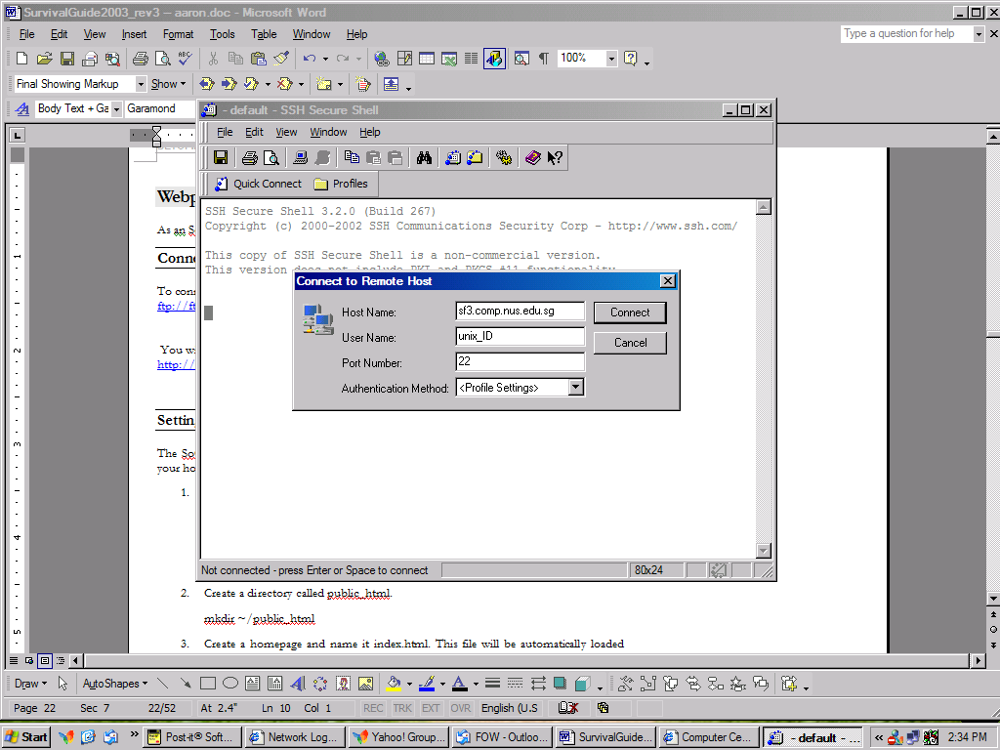 SurvivalGuide2003_rev3 -- aaron.doc - Microsoft Word
File Edit View Insert Format Tools Table Window Help
Type a question for help
100%
Final Showing Markup Show
Body Text + Ga Garamond
- default - SSH Secure Shell
File Edit View Window Help
Quick Connect Profiles
SSH Secure Shell 3.2.0 (Build 267)
Copyright (c) 2000-2002 SSH Communications Security Corp - http://www.ssh.com/
This copy of SSH Secure Shell is a non-commercial version.
This version does not include PKI and PKCS #11 functionality.
Connect to Remote Host
Host Name: sf3.comp.nus.edu.sg Connect
User Name: unix_ID Cancel
Port Number: 22
Authentication Method: <Profile Settings>
Not connected - press Enter or Space to connect 80x24
Webp
As an S
Conn
To con
ftp://f
You w
http://
Settin
The So
your ho
1.
2. Create a directory called public_html.
mkdir ~/public_html
3. Create a homepage and name it index.html. This file will be automatically loaded
Draw AutoShapes
Page 22 Sec 7 22/52 At 2.4" Ln 10 Col 1 REC TRK EXT OVR English (U.S
Start Post-it® Soft... Network Log... Yahoo! Group... FOW - Outloo... SurvivalGuide... Computer Ce... - default - ... 2:34 PM